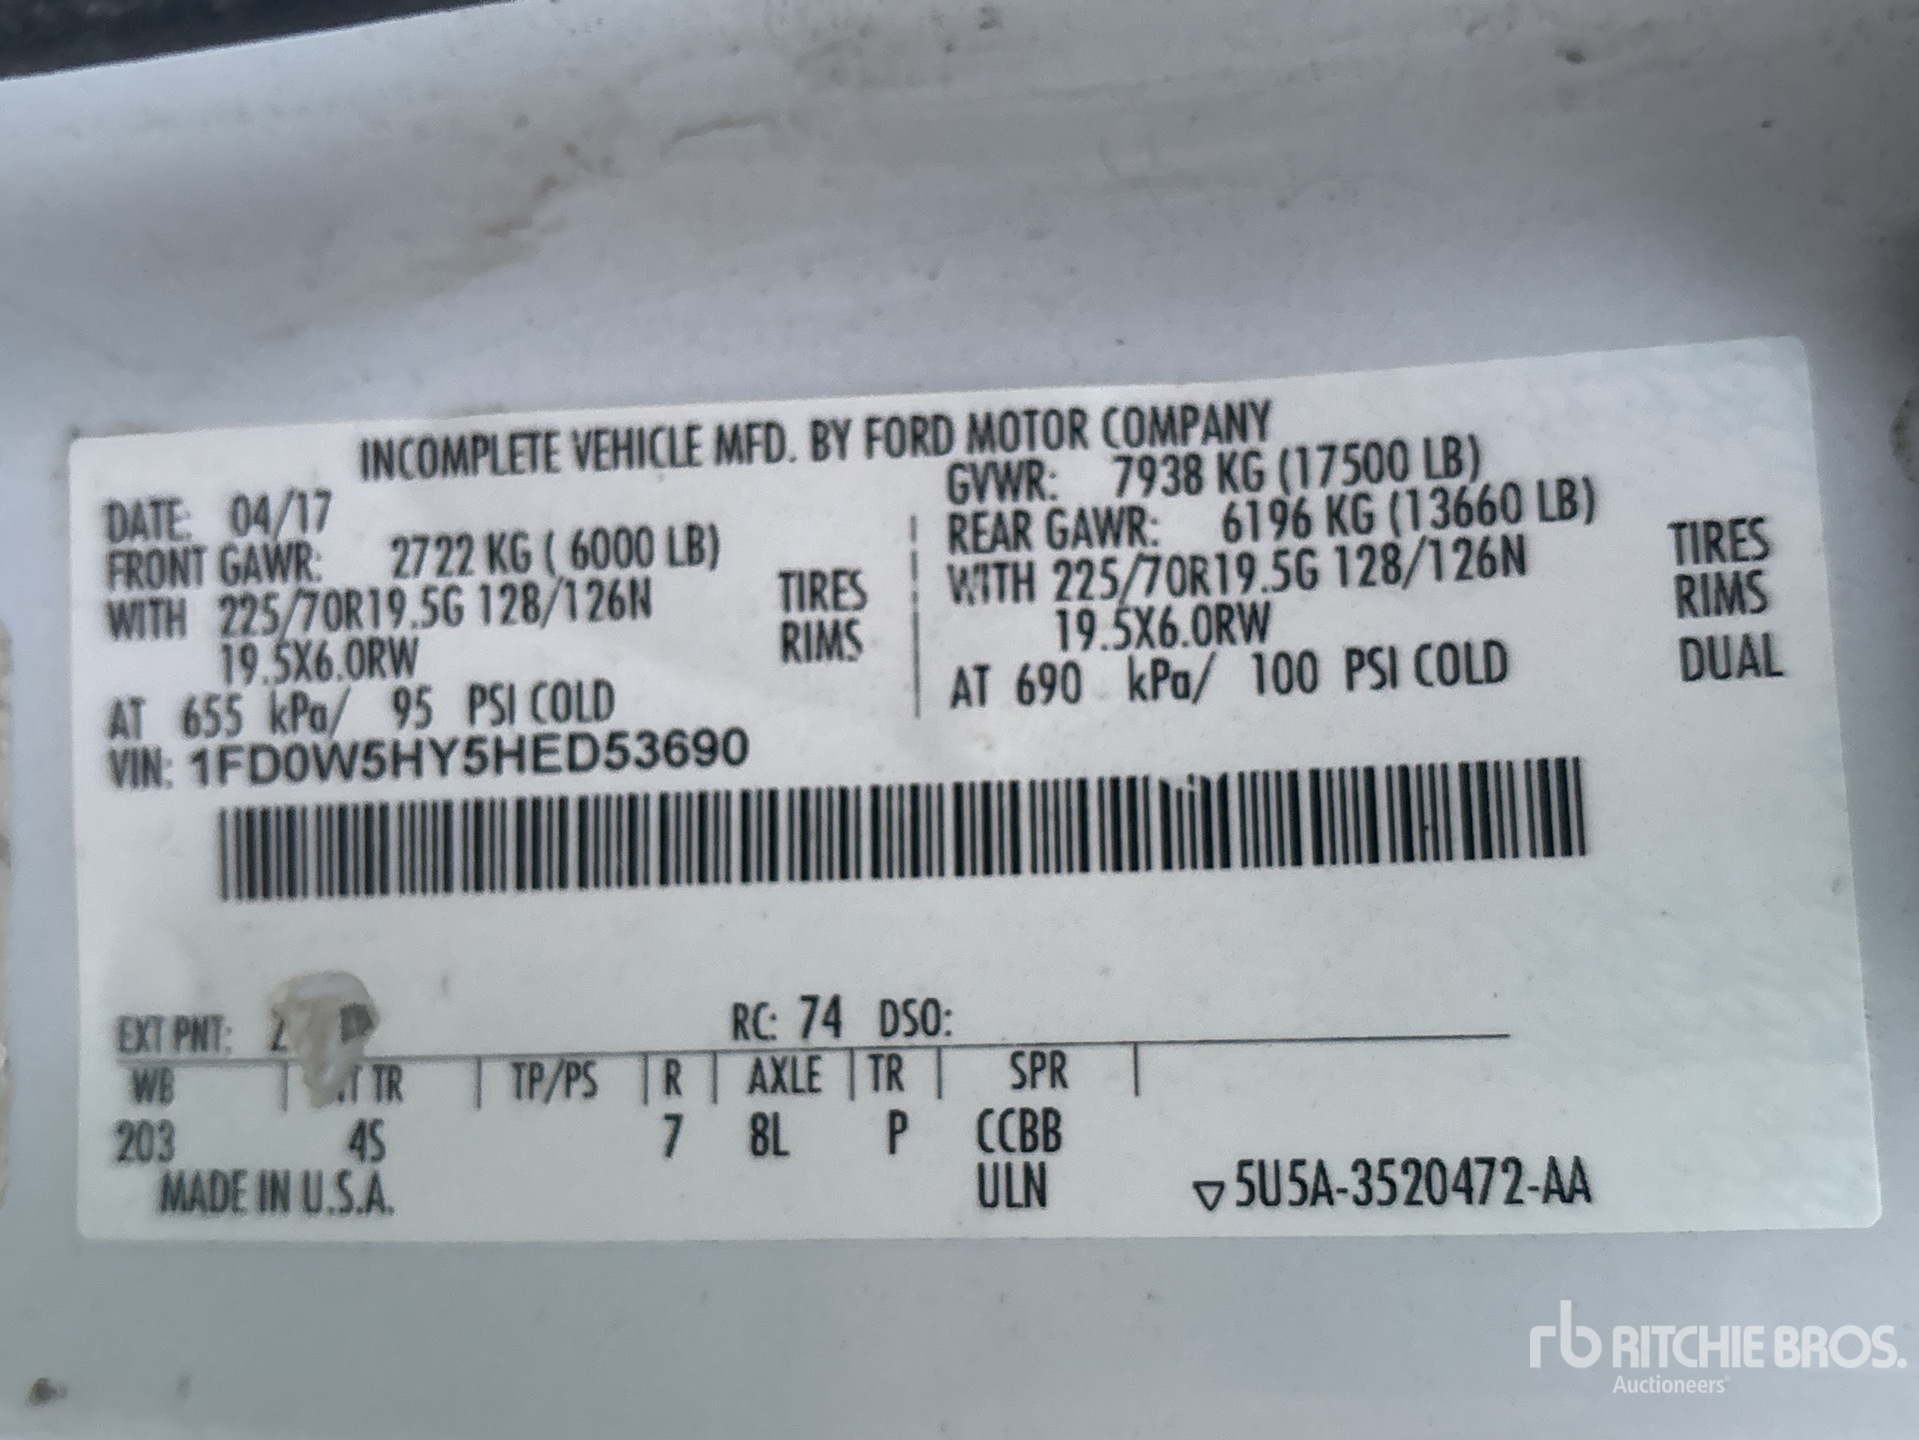 INCOMPLETE VEHICLE MFD. BY FORD MOTOR COMPANY
DATE: 04/17 GVWR: 7938 KG (17500 LB)
FRONT GAWR: 2722 KG ( 6000 LB) REAR GAWR: 6196 KG (13660 LB)
WITH 225/70R19.5G 128/126N TIRES WITH 225/70R19.5G 128/126N TIRES
19.5X6.0RW RIMS 19.5X6.0RW RIMS
AT 655 kPa/ 95 PSI COLD AT 690 kPa/ 100 PSI COLD DUAL
VIN: 1FD0W5HY5HED53690
EXT PNT: RC: 74 DSO:
WB TR TP/PS R AXLE TR SPR
203 4S 7 8L P CCBB
MADE IN U.S.A. ULN ▽5U5A-3520472-AA
rb RITCHIE BROS.
Auctioneers